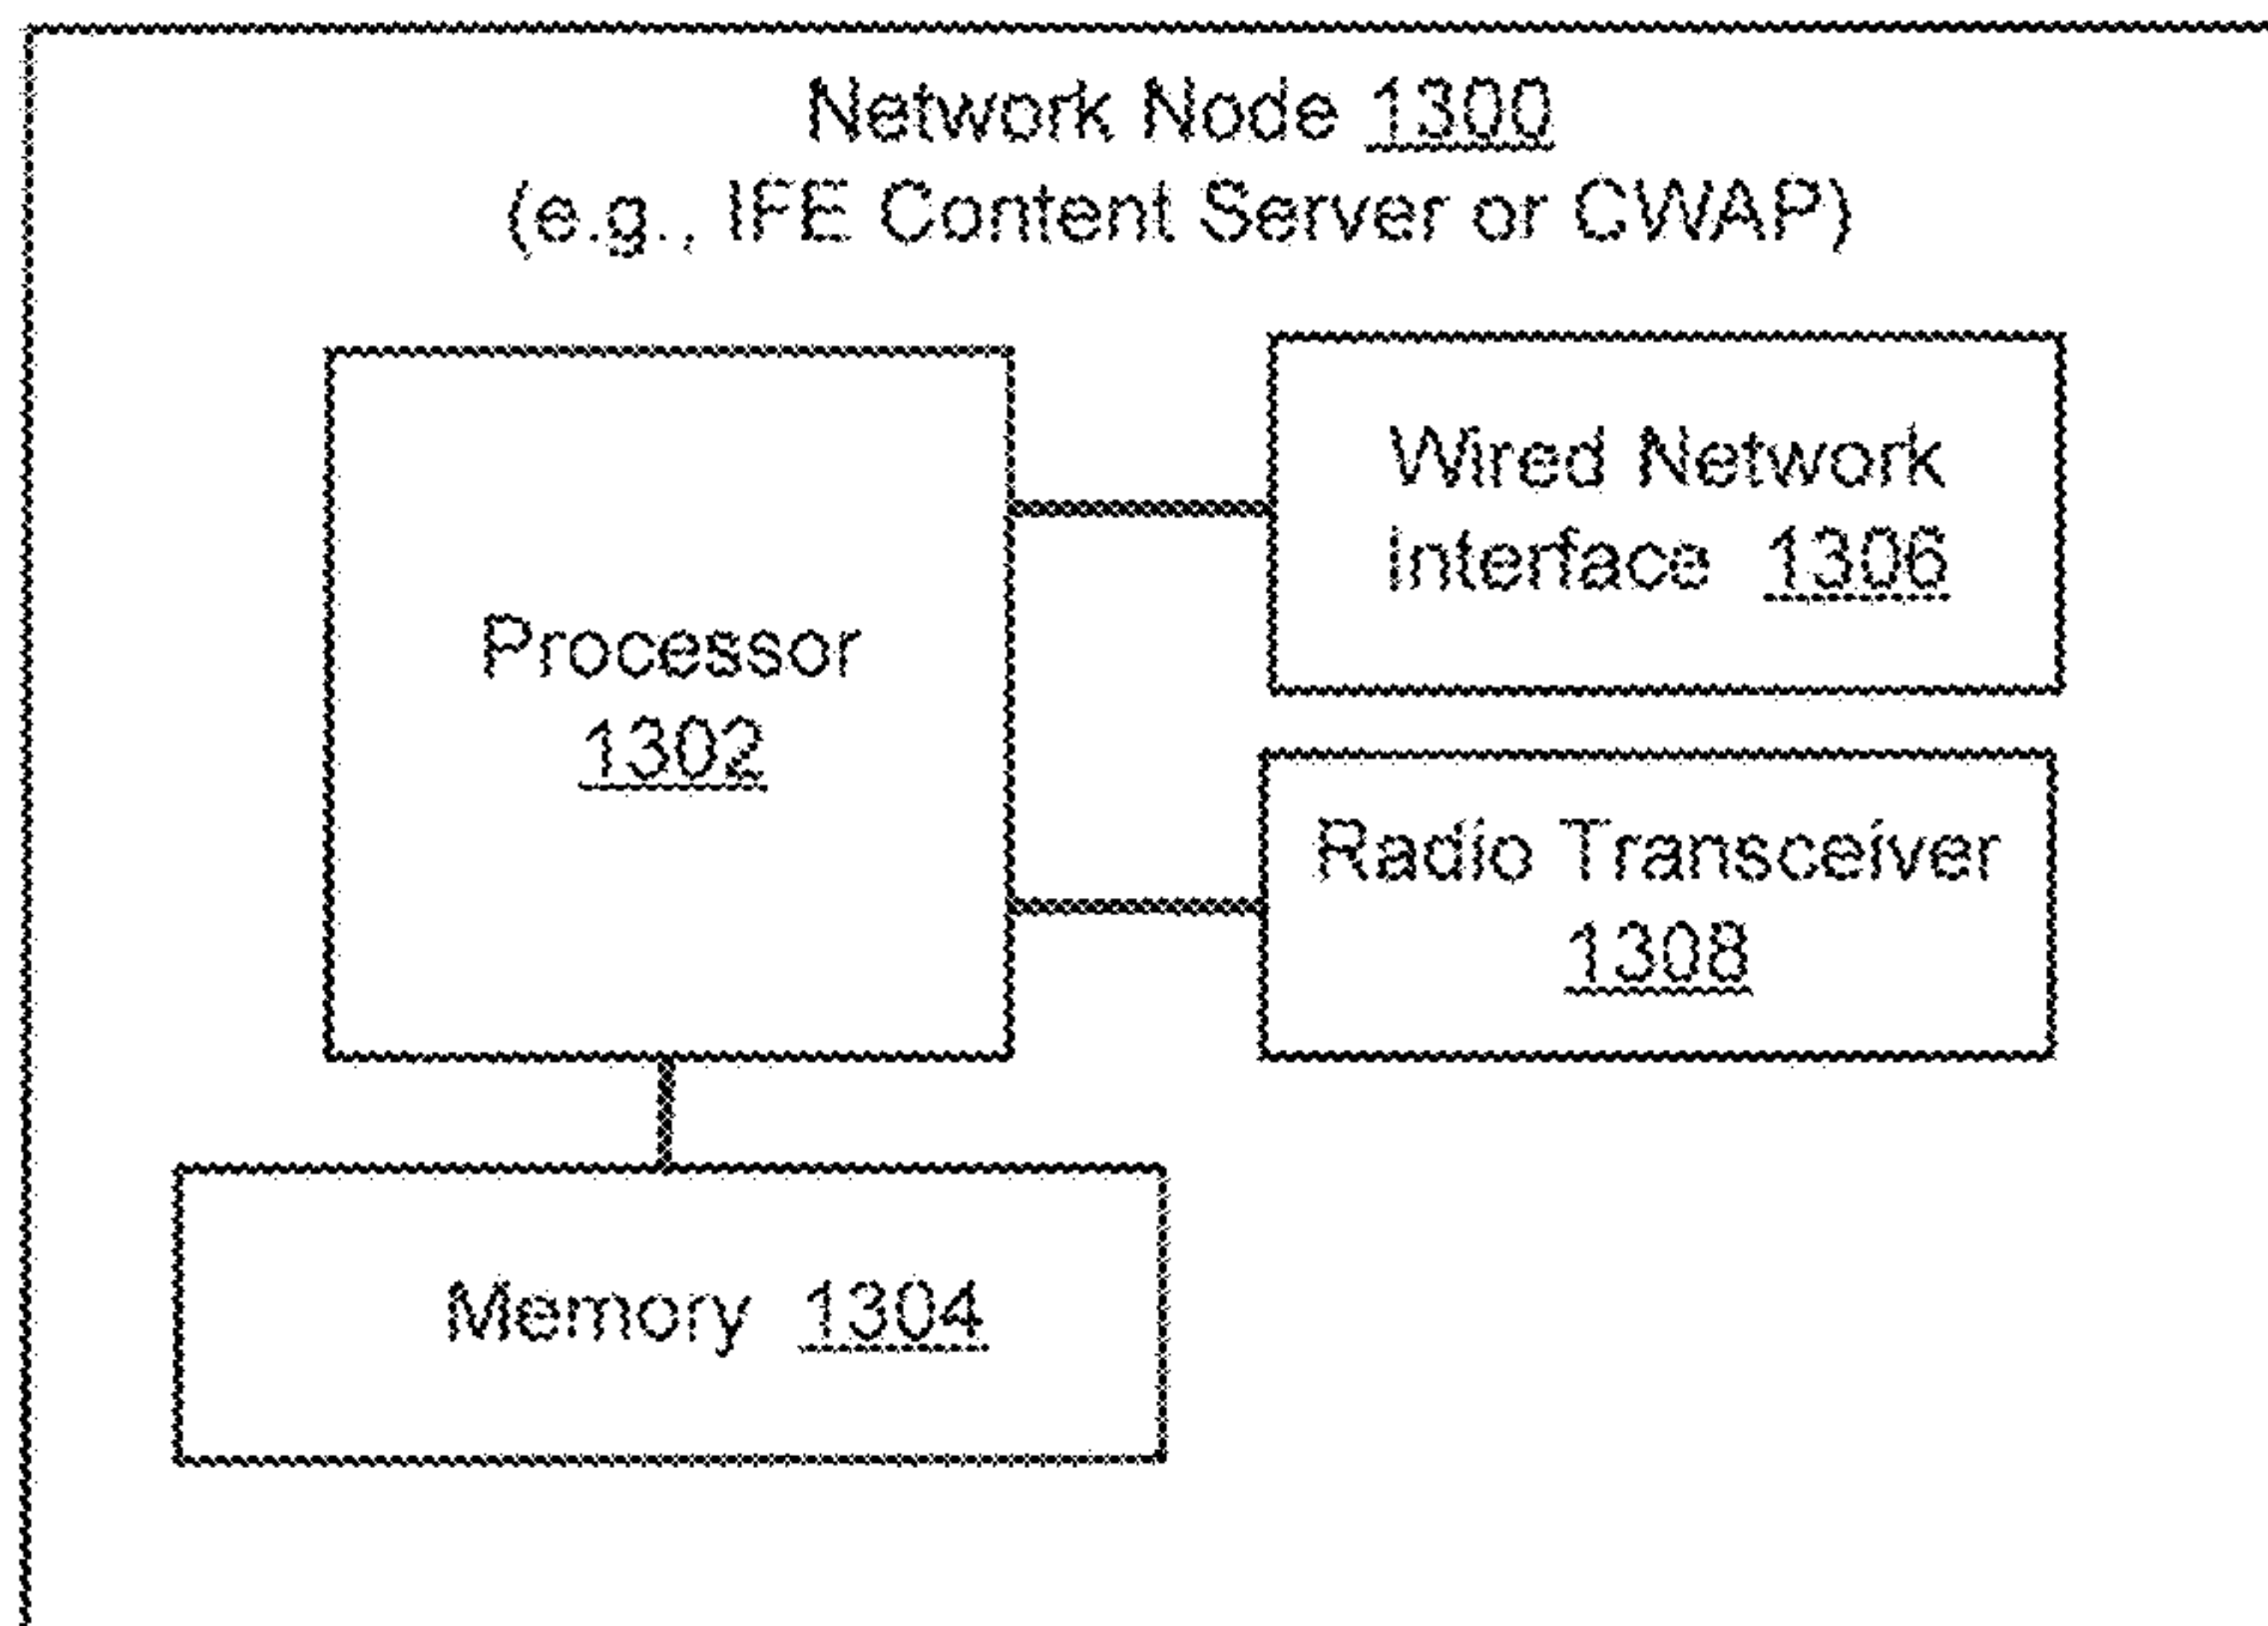 Network Node 1300
(e.g., IFE Content Server or CWAP)
Processor
1302
Wired Network
Interface 1306
Radio Transceiver
1308
Memory 1304